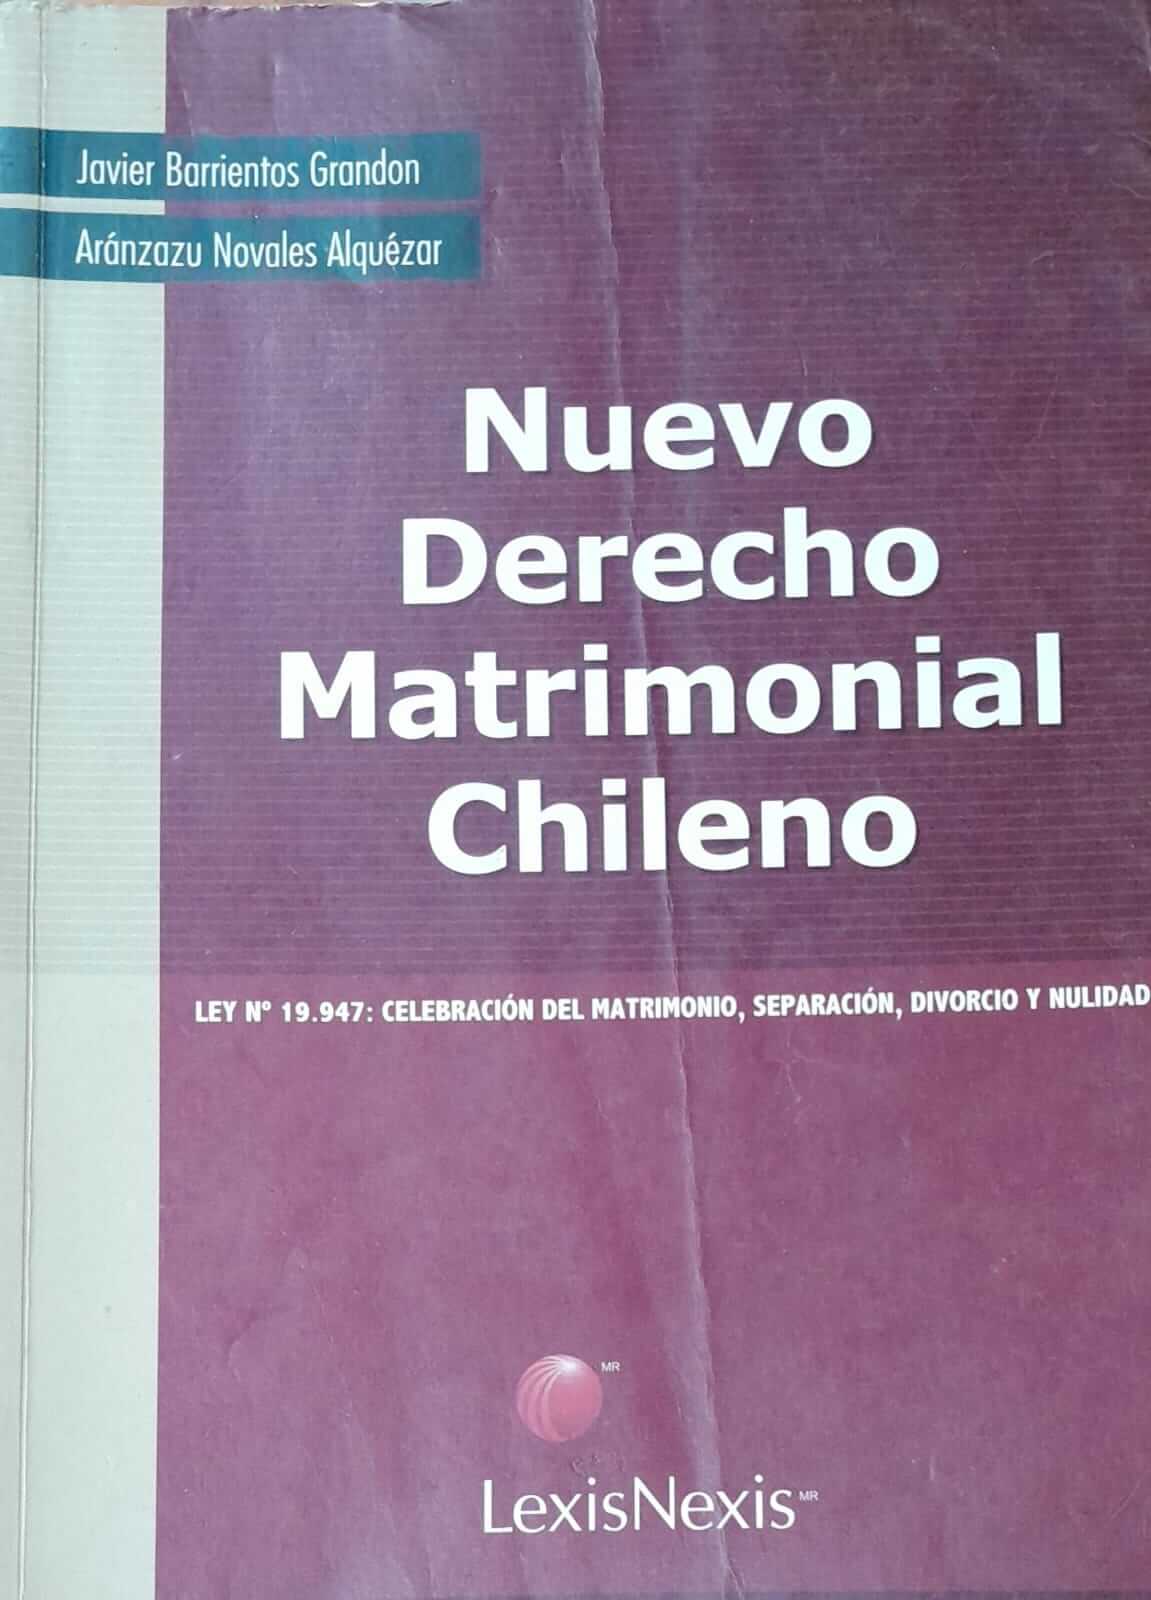 Javier Barrientos Grandon
Aránzazu Novales Alquézar
Nuevo
Derecho
Matrimonial
Chileno
LEY Nº 19.947: CELEBRACIÓN DEL MATRIMONIO, SEPARACIÓN, DIVORCIO Y NULIDAD
MR
LexisNexis MR